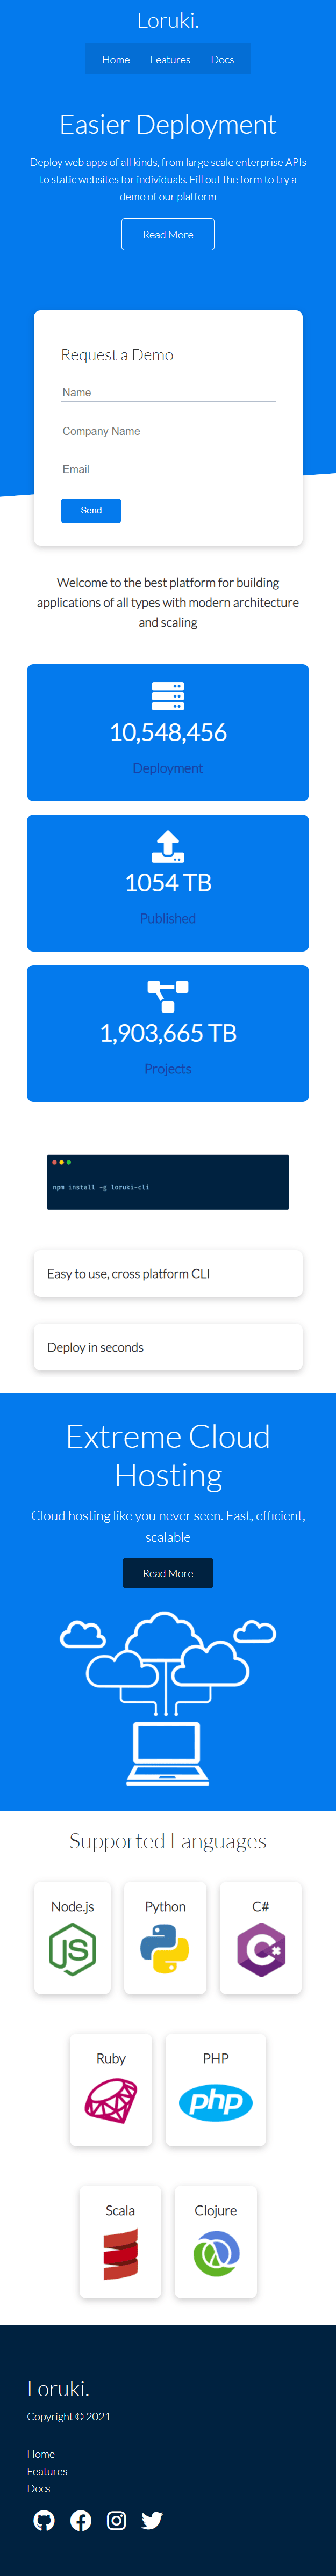 Loruki.
Home Features Docs
Easier Deployment
Deploy web apps of all kinds, from large scale enterprise APIs
to static websites for individuals. Fill out the form to try a
demo of our platform
Read More
Request a Demo
Name
Company Name
Email
Send
Welcome to the best platform for building
applications of all types with modern architecture
and scaling
10,548,456
Deployment
1054 TB
Published
1,903,665 TB
Projects
npm install -g loruki-cli
Easy to use, cross platform CLI
Deploy in seconds
Extreme Cloud
Hosting
Cloud hosting like you never seen. Fast, efficient,
scalable
Read More
Supported Languages
Node.js Python C#
JS C#
Ruby PHP
php
Scala Clojure
Loruki.
Copyright © 2021
Home
Features
Docs